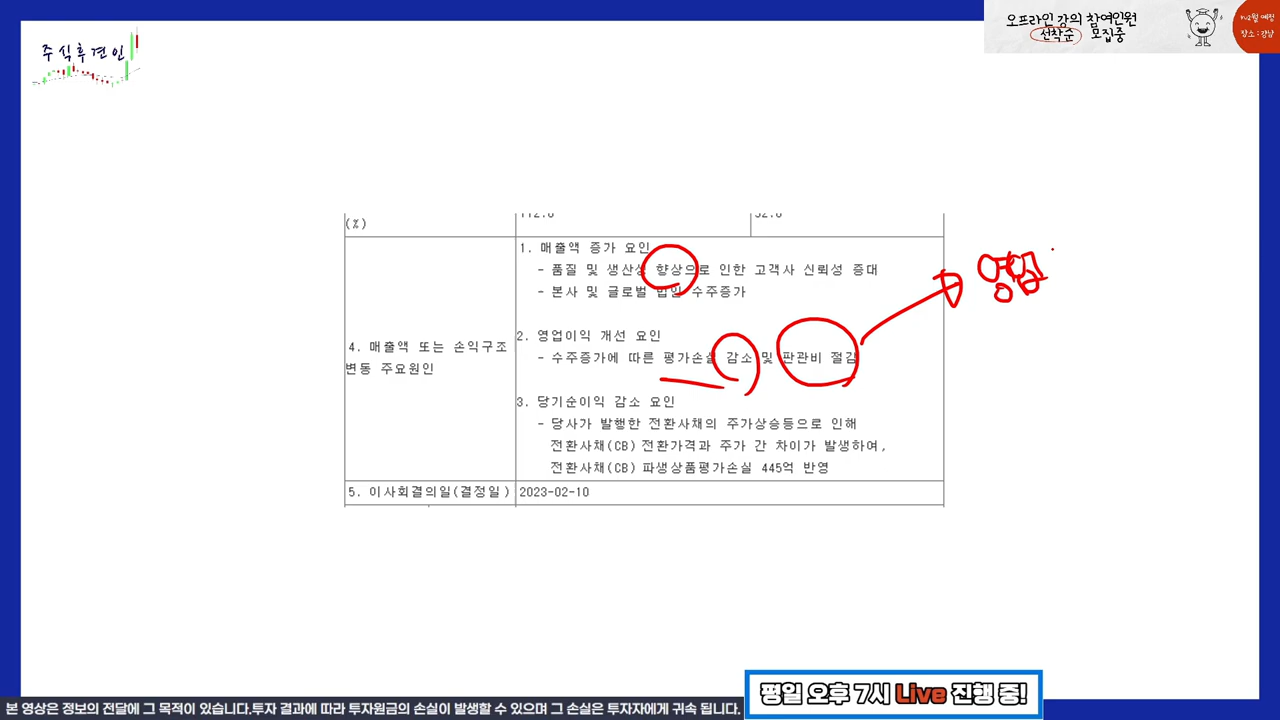 주식후견인
오프라인 강의 참여인원
선착순 모집중
장소 : 강남
(%)
4. 매출액 또는 손익구조
변동 주요원인
1. 매출액 증가 요인
- 품질 및 생산성 향상으로 인한 고객사 신뢰성 증대
- 본사 및 글로벌 법인 수주증가
2. 영업이익 개선 요인
- 수주증가에 따른 평가손실 감소 및 판관비 절감
3. 당기순이익 감소 요인
- 당사가 발행한 전환사채의 주가상승등으로 인해
전환사채(CB) 전환가격과 주가 간 차이가 발생하여,
전환사채(CB) 파생상품평가손실 445억 반영
5. 이사회결의일(결정일) 2023-02-10
평일 오후 7시 Live 진행 중!
본 영상은 정보의 전달에 그 목적이 있습니다.투자 결과에 따라 투자원금의 손실이 발생할 수 있으며 그 손실은 투자자에게 귀속 됩니다.